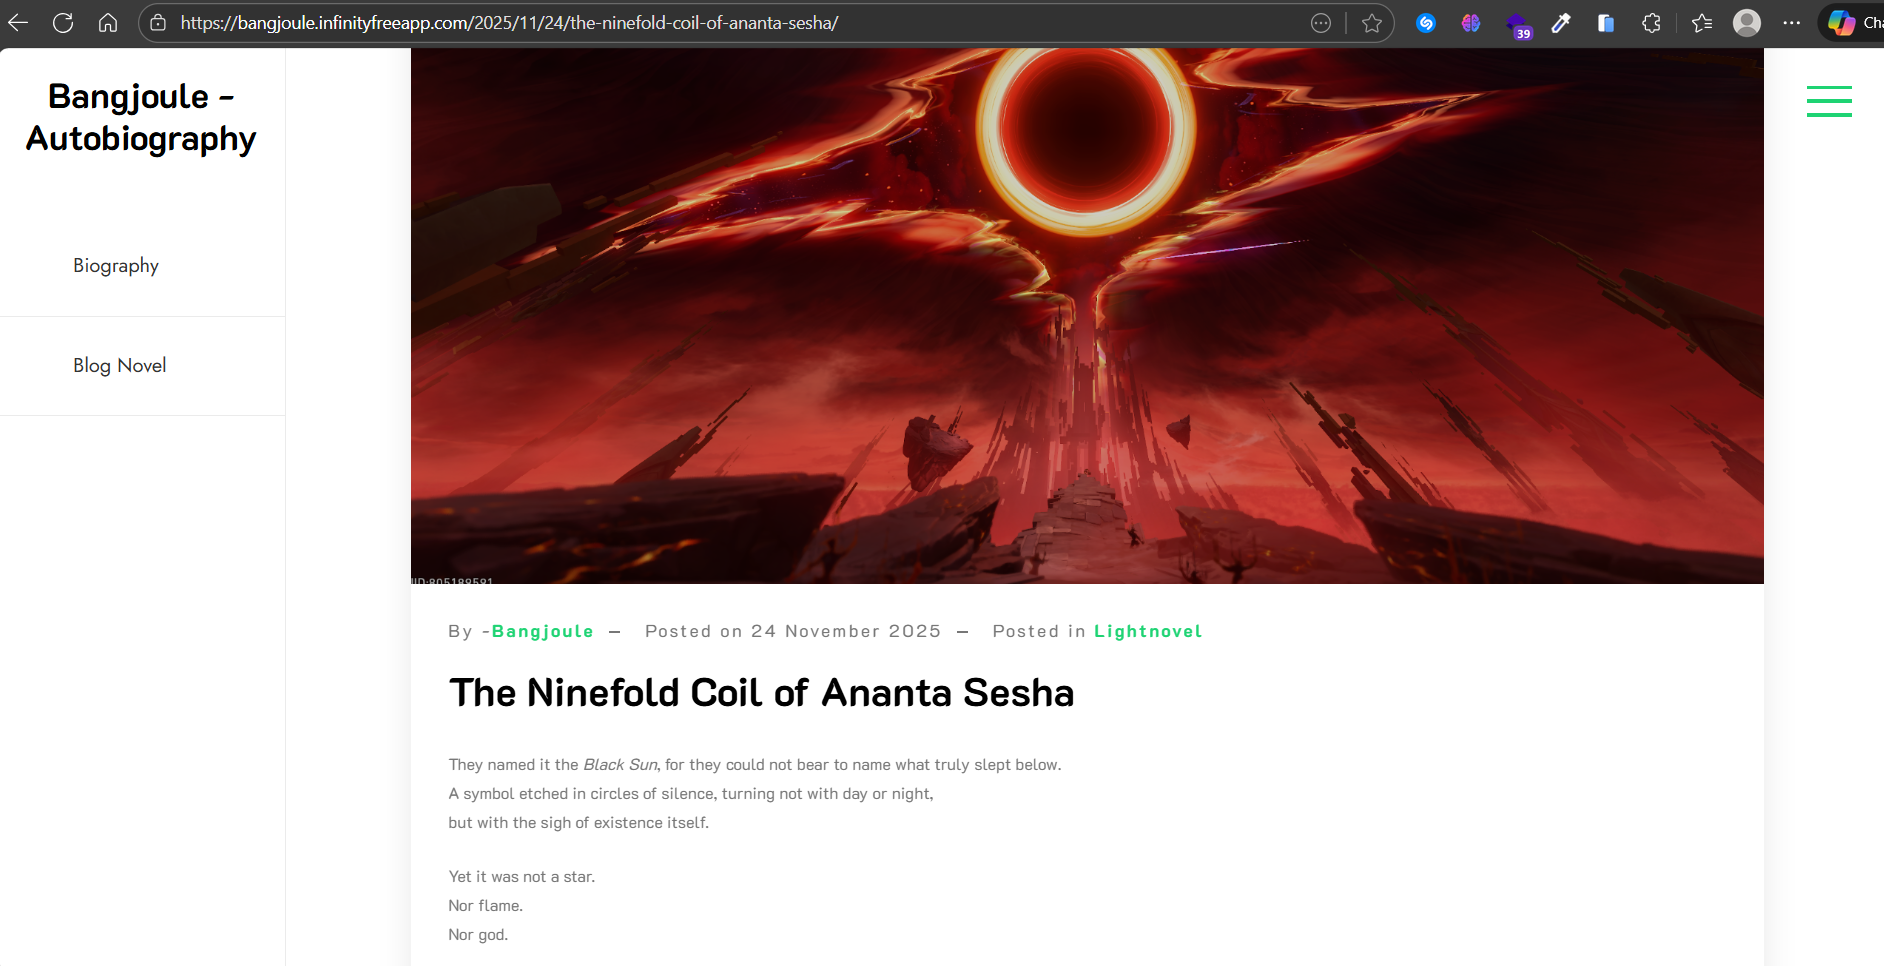 https://bangjoule.infinityfreeapp.com/2025/11/24/the-ninefold-coil-of-ananta-sesha/
39
Bangjoule -
Autobiography
Biography
Blog Novel
By -Bangjoule — Posted on 24 November 2025 — Posted in Lightnovel
The Ninefold Coil of Ananta Sesha
They named it the Black Sun, for they could not bear to name what truly slept below.
A symbol etched in circles of silence, turning not with day or night,
but with the sigh of existence itself.
Yet it was not a star.
Nor flame.
Nor god.